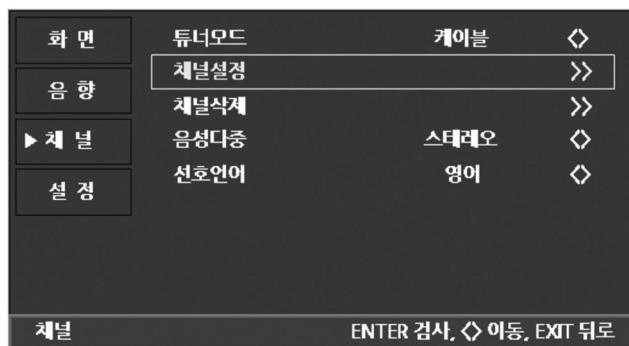 화 면
음 향
▶ 채 널
설 정
튜너모드 케이블 <>
채널설정 >>
채널삭제 >>
음성다중 스테레오 <>
선호언어 영어 <>
채널 ENTER 검사, <> 이동, EXIT 뒤로